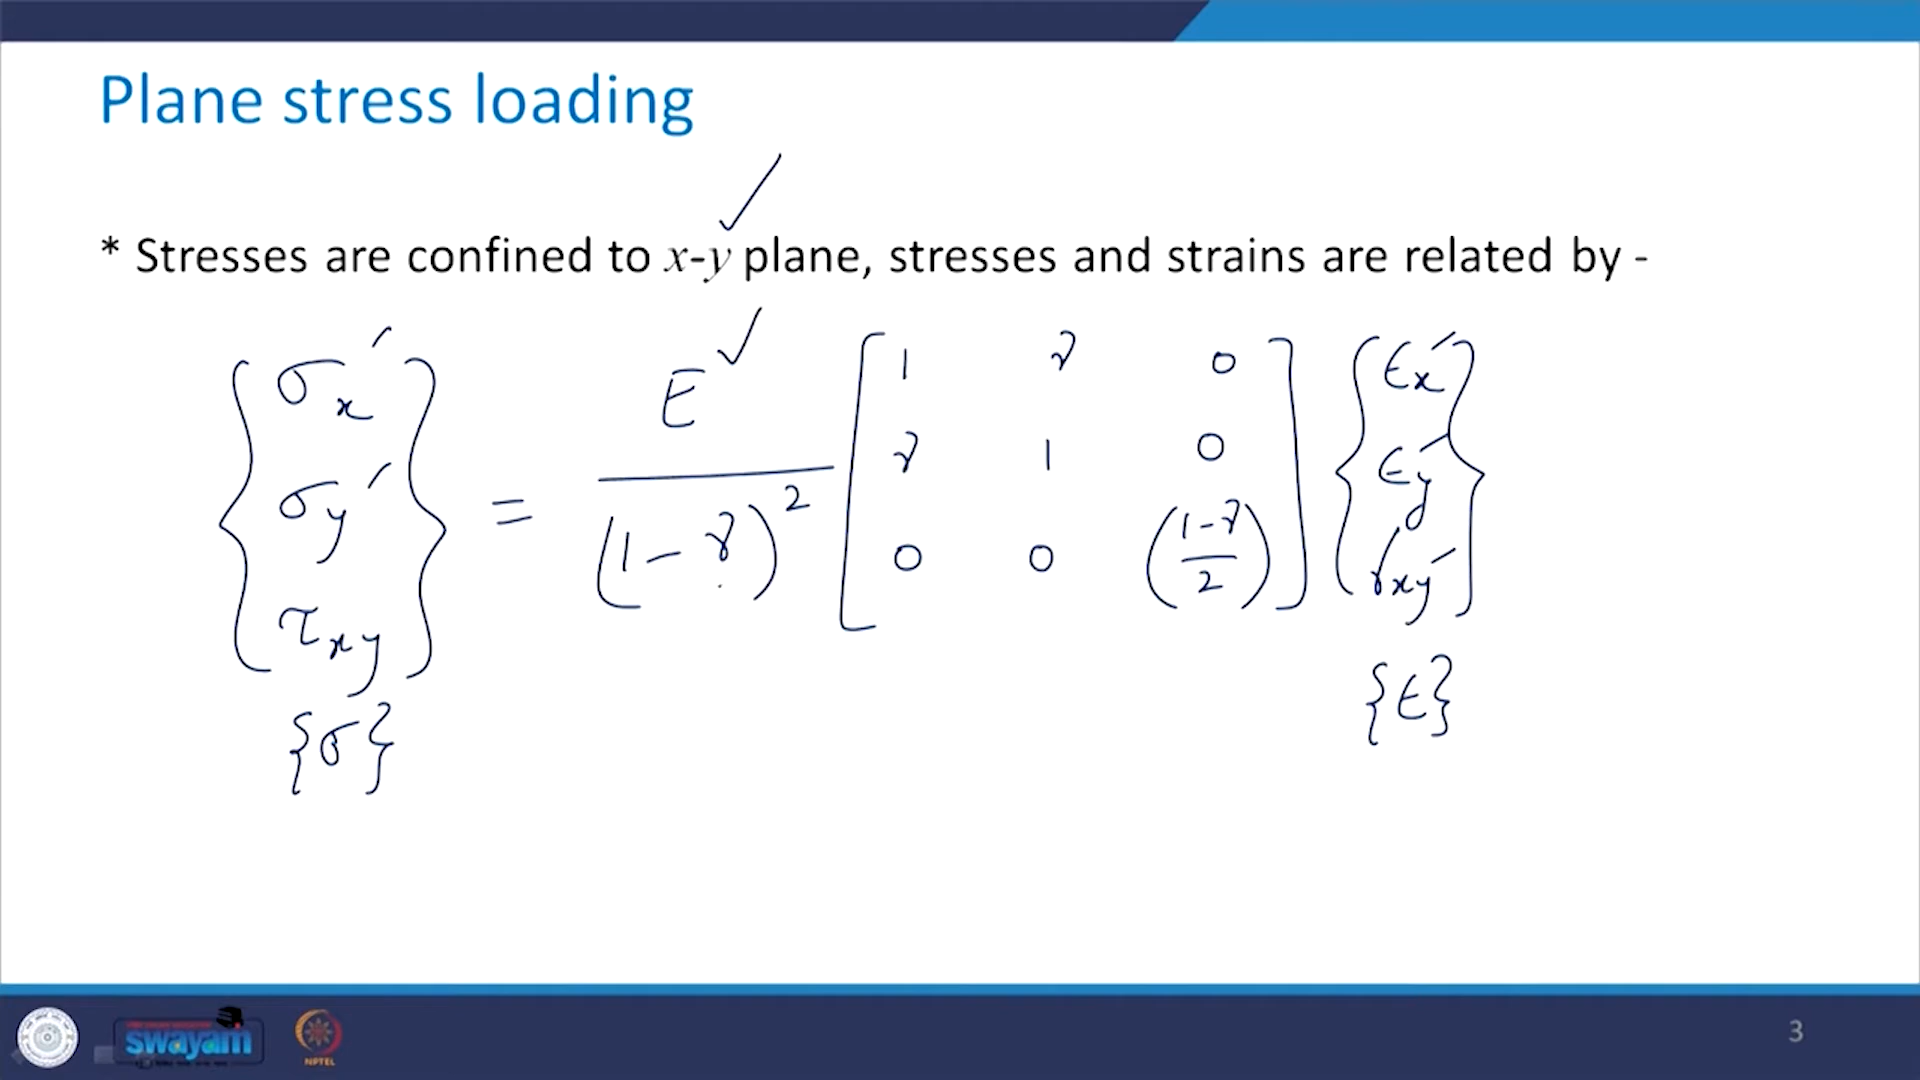 Plane stress loading
* Stresses are confined to x-y plane, stresses and strains are related by -
{σx′ σy′ τxy} = E/(1-ν)² [1 ν 0; ν 1 0; 0 0 (1-ν/2)] {εx′ εy′ γxy′}
{σ} {ε}
swayam
NPTEL
3